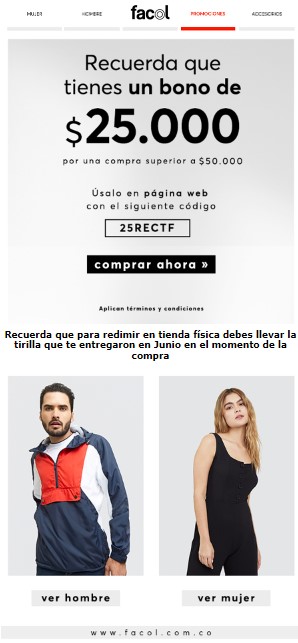 MUJER HOMBRE facol PROMOCIONES ACCESORIOS
Recuerda que
tienes un bono de
$25.000
por una compra superior a $50.000
Úsalo en página web
con el siguiente código
25RECTF
comprar ahora »
Aplican términos y condiciones
Recuerda que para redimir en tienda física debes llevar la
tirilla que te entregaron en Junio en el momento de la
compra
ver hombre ver mujer
www.facol.com.co